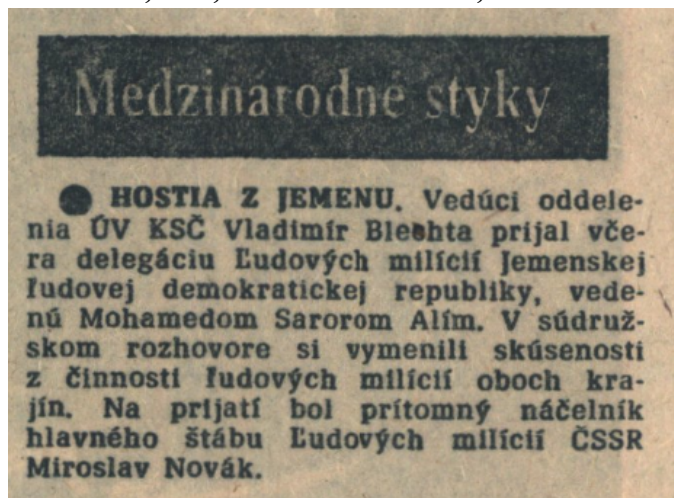 Medzinárodné styky
● HOSTIA Z JEMENU. Vedúci oddele-
nia ÚV KSČ Vladimír Blechta prijal vče-
ra delegáciu Ľudových milícií Jemenskej
ľudovej demokratickej republiky, vede-
nú Mohamedom Sarorom Alím. V súdruž-
skom rozhovore si vymenili skúsenosti
z činnosti ľudových milícií oboch kra-
jín. Na prijatí bol prítomný náčelník
hlavného štábu Ľudových milícií ČSSR
Miroslav Novák.